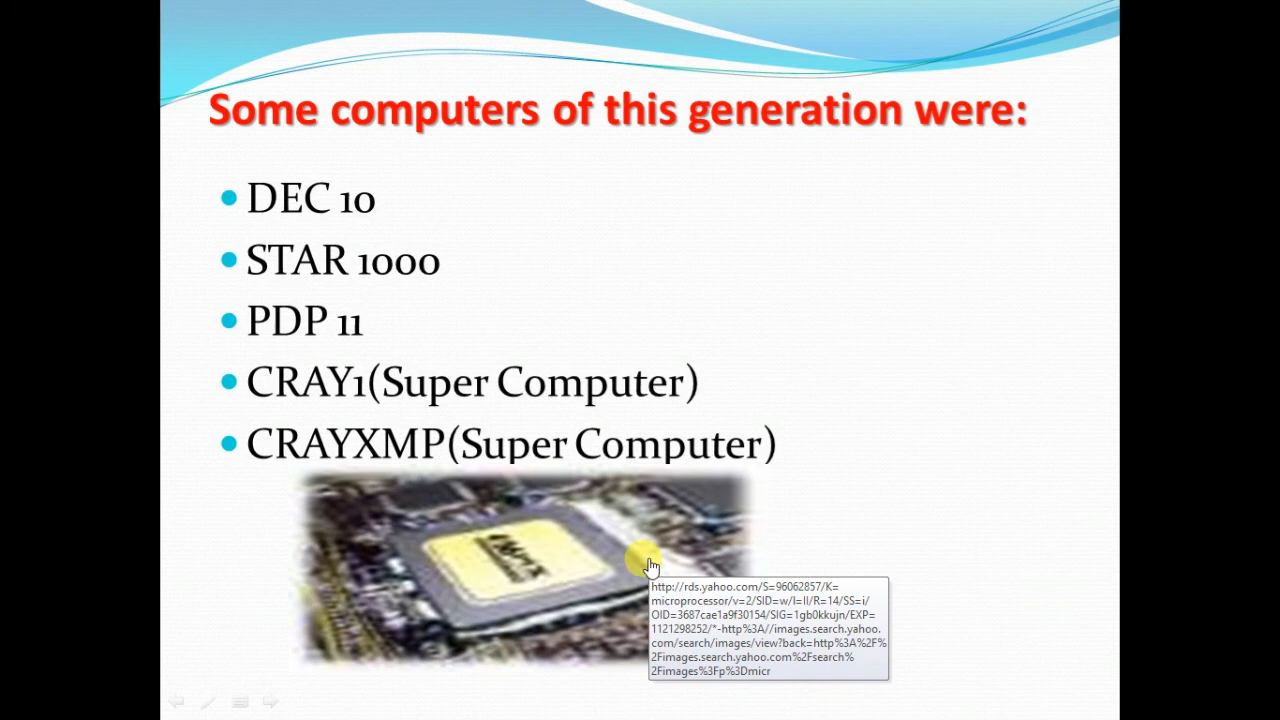 Some computers of this generation were:
DEC 10
STAR 1000
PDP 11
CRAY1(Super Computer)
CRAYXMP(Super Computer)
http://rds.yahoo.com/S=96062857/K=
microprocessor/v=2/SID=w/l=II/R=14/SS=i/
OID=3687cae1a9f30154/SIG=1gb0kkujn/EXP=
1121298252/*-http%3A//images.search.yahoo.
com/search/images/view?back=http%3A%2F%
2Fimages.search.yahoo.com%2Fsearch%
2Fimages%3Fp%3Dmicr